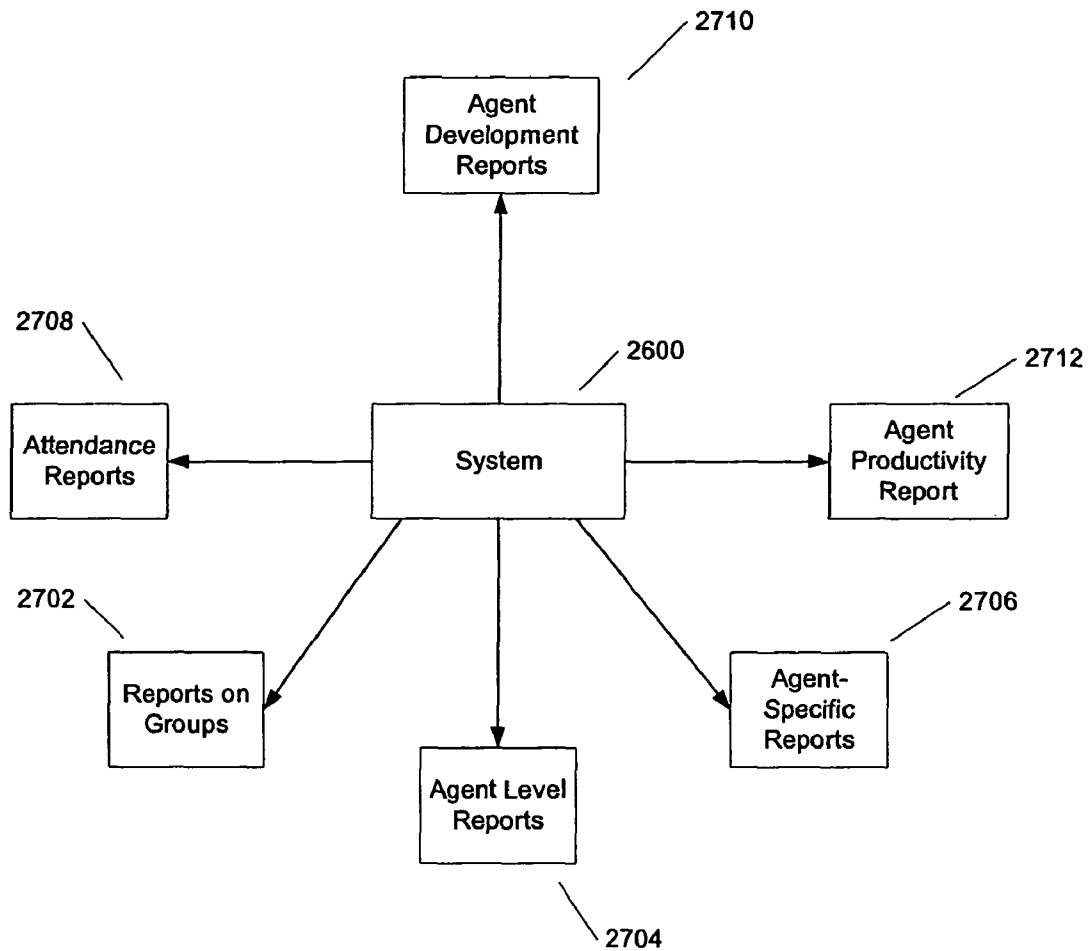 2710
Agent
Development
Reports
2708
2600
2712
Attendance
Reports
System
Agent
Productivity
Report
2702
2706
Reports on
Groups
Agent-
Specific
Reports
Agent Level
Reports
2704